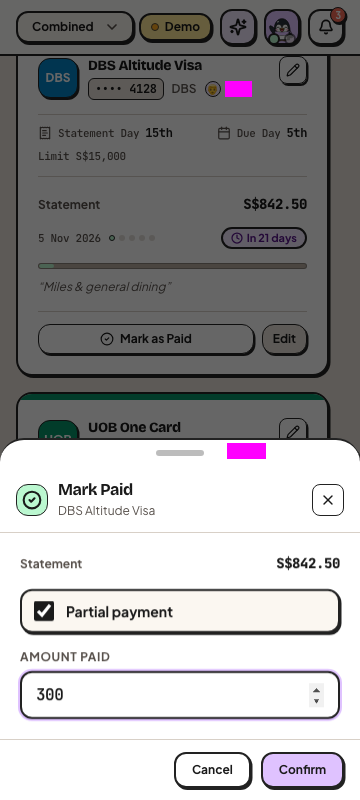 Combined
Demo
3
DBS
DBS Altitude Visa
•••• 4128
DBS
Statement Day 15th
Due Day 5th
Limit S$15,000
Statement
S$842.50
5 Nov 2026
In 21 days
“Miles & general dining”
Mark as Paid
Edit
UOB
UOB One Card
Mark Paid
DBS Altitude Visa
Statement
S$842.50
Partial payment
AMOUNT PAID
300
Cancel
Confirm